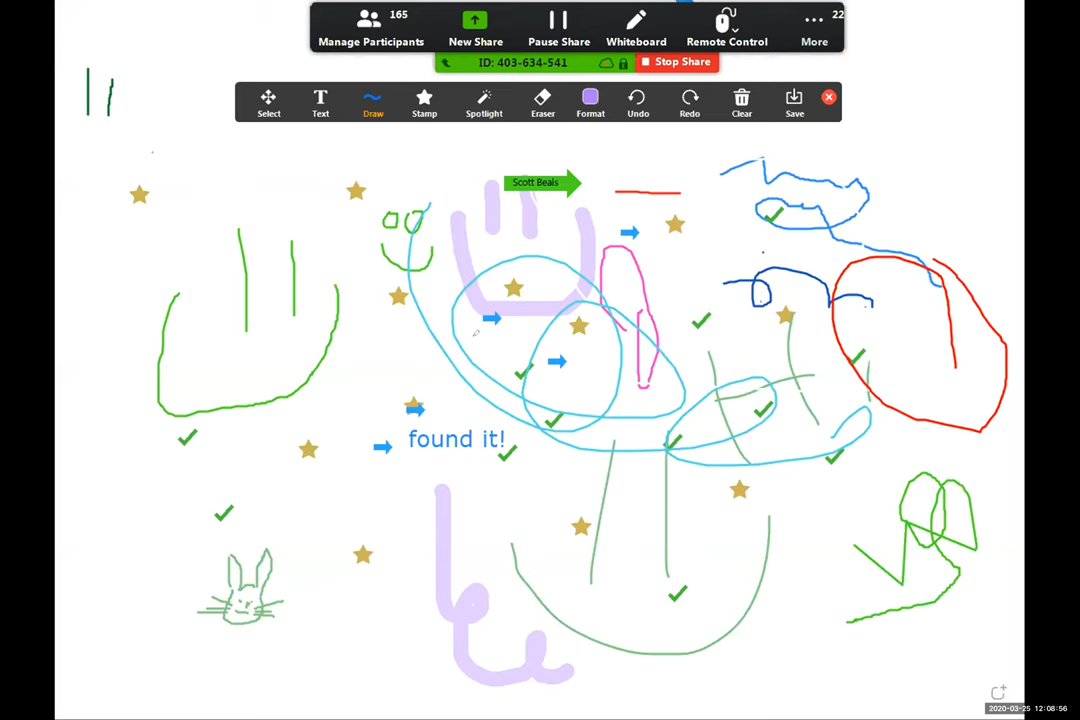 165
22
Manage Participants New Share Pause Share Whiteboard Remote Control More
ID: 403-634-541 Stop Share
Select Text Draw Stamp Spotlight Eraser Format Undo Redo Clear Save
Scott Beals
found it!
2020-03-25 12:08:56